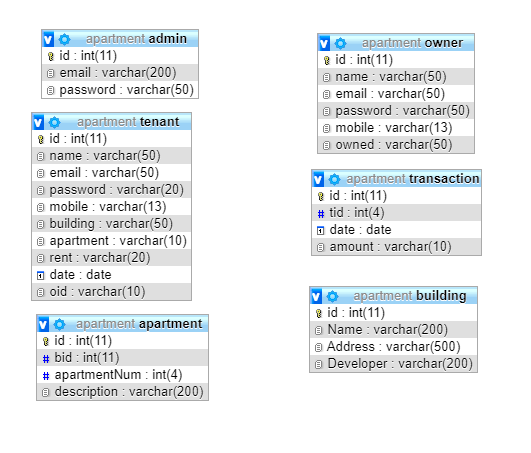 apartment admin
id : int(11)
email : varchar(200)
password : varchar(50)
apartment tenant
id : int(11)
name : varchar(50)
email : varchar(50)
password : varchar(20)
mobile : varchar(13)
building : varchar(50)
apartment : varchar(10)
rent : varchar(20)
date : date
oid : varchar(10)
apartment apartment
id : int(11)
# bid : int(11)
# apartmentNum : int(4)
description : varchar(200)
apartment owner
id : int(11)
name : varchar(50)
email : varchar(50)
password : varchar(50)
mobile : varchar(13)
owned : varchar(50)
apartment transaction
id : int(11)
# tid : int(4)
date : date
amount : varchar(10)
apartment building
id : int(11)
Name : varchar(200)
Address : varchar(500)
Developer : varchar(200)